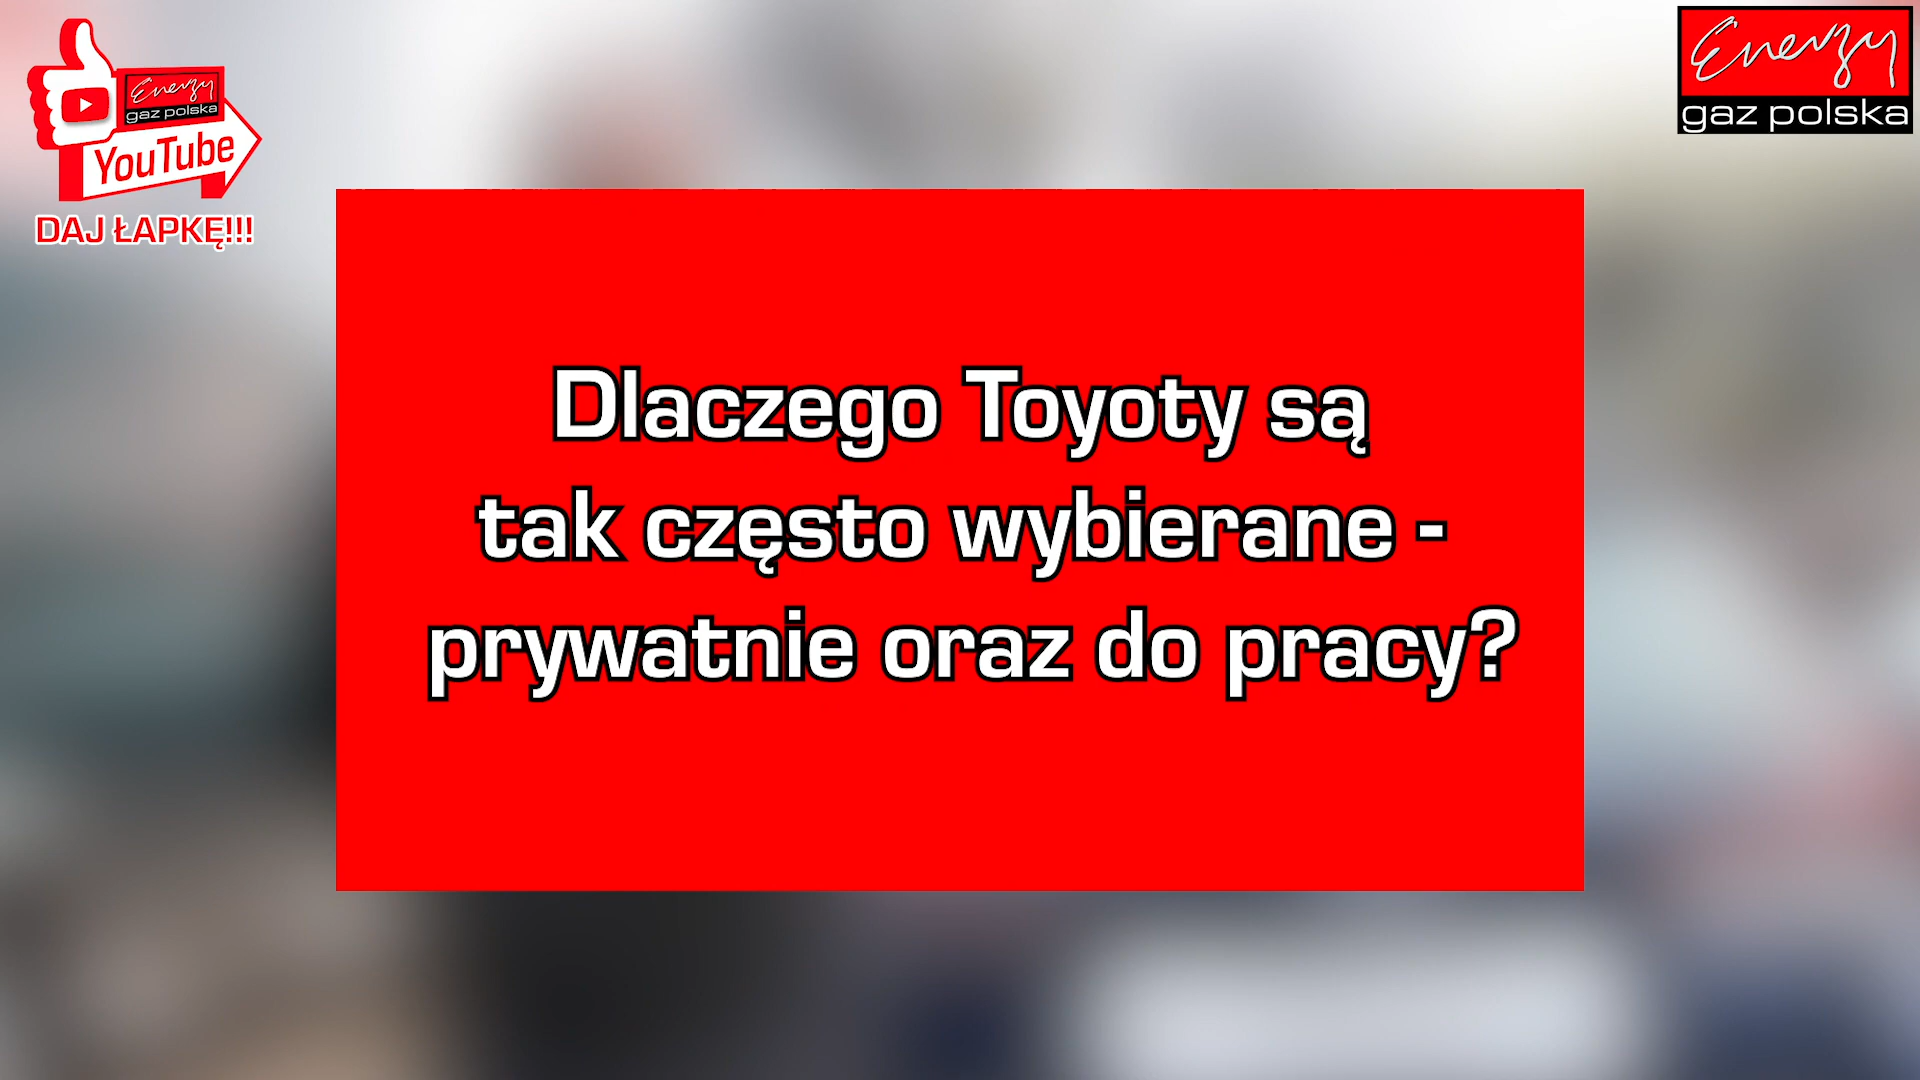 Energy
gaz polska
YouTube
DAJ ŁAPKĘ!!!
Energy
gaz polska
Dlaczego Toyoty są
tak często wybierane -
prywatnie oraz do pracy?